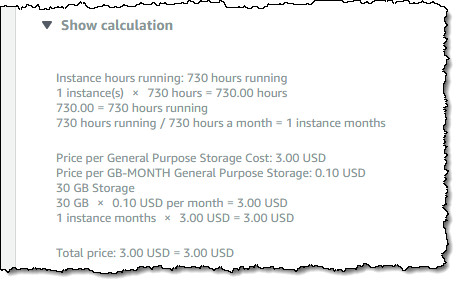 Show calculation
Instance hours running: 730 hours running
1 instance(s) × 730 hours = 730.00 hours
730.00 = 730 hours running
730 hours running / 730 hours a month = 1 instance months
Price per General Purpose Storage Cost: 3.00 USD
Price per GB-MONTH General Purpose Storage: 0.10 USD
30 GB Storage
30 GB × 0.10 USD per month = 3.00 USD
1 instance months × 3.00 USD = 3.00 USD
Total price: 3.00 USD = 3.00 USD